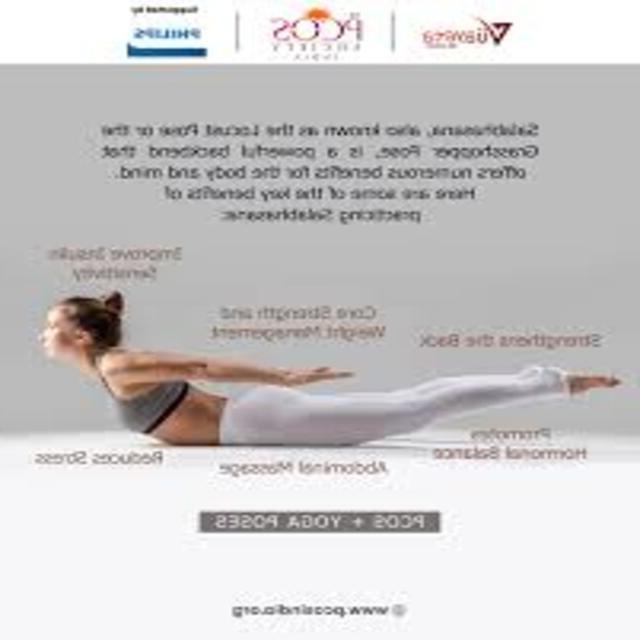 Supported by
PHILIPS
PCOS
SOCIETY
INDIA
Salabhasana, also known as the Locust Pose or the
Grasshopper Pose, is a powerful backbend that
offers numerous benefits for the body and mind.
Here are some of the key benefits of
practicing Salabhasana:
Improve Insulin
Sensitivity
Core Strength and
Weight Management
Strengthens the Back
Promotes
Hormonal Balance
Reduces Stress
Abdominal Massage
PCOS + YOGA POSES
www.pcosindia.org